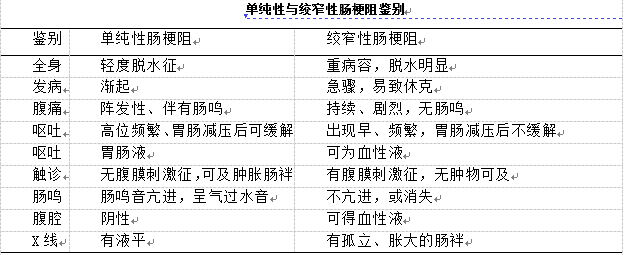 单纯性与绞窄性肠梗阻鉴别
鉴别 单纯性肠梗阻 绞窄性肠梗阻
全身 轻度脱水征 重病容，脱水明显
发病 渐起 急骤，易致休克
腹痛 阵发性、伴有肠鸣 持续、剧烈，无肠鸣
呕吐 高位频繁、胃肠减压后可缓解 出现早、频繁，胃肠减压后不缓解
呕吐 胃肠液 可为血性液
触诊 无腹膜刺激征，可及肿胀肠袢 有腹膜刺激征，无肿物可及
肠鸣 肠鸣音亢进，呈气过水音 不亢进，或消失
腹腔 阴性 可得血性液
X线 有液平 有孤立、胀大的肠袢